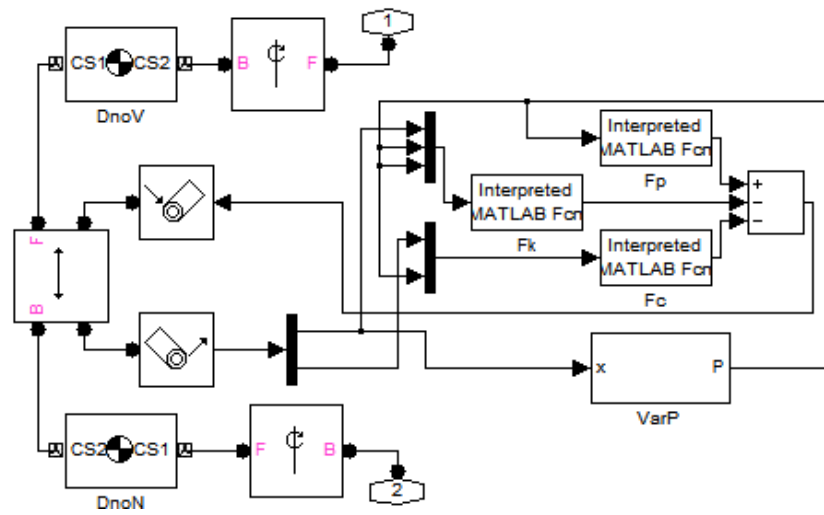 1
CS1 CS2
B F
DnoV
Interpreted
MATLAB Fcn
Fp
Interpreted
MATLAB Fcn
Fk
+
−
−
Interpreted
MATLAB Fcn
Fc
F
B
x P
VarP
CS2 CS1
F B
DnoN
2